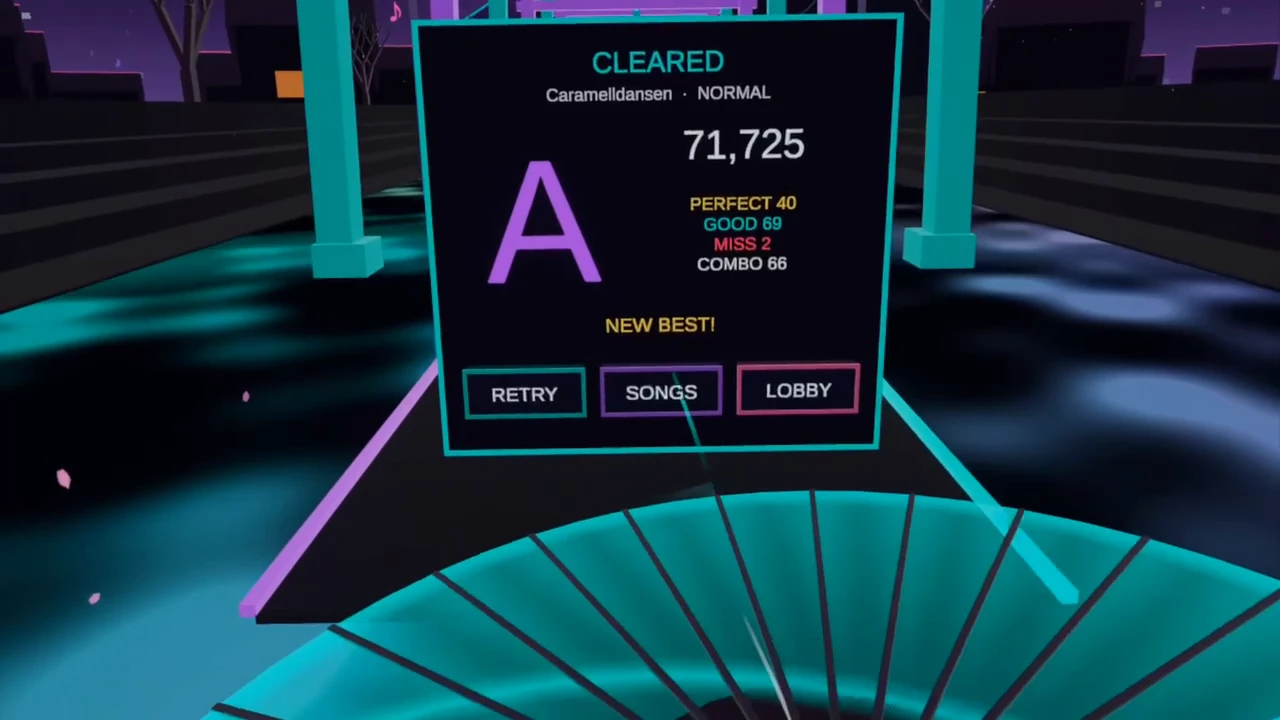 CLEARED
Caramelldansen · NORMAL
71,725
A
PERFECT 40
GOOD 69
MISS 2
COMBO 66
NEW BEST!
RETRY
SONGS
LOBBY